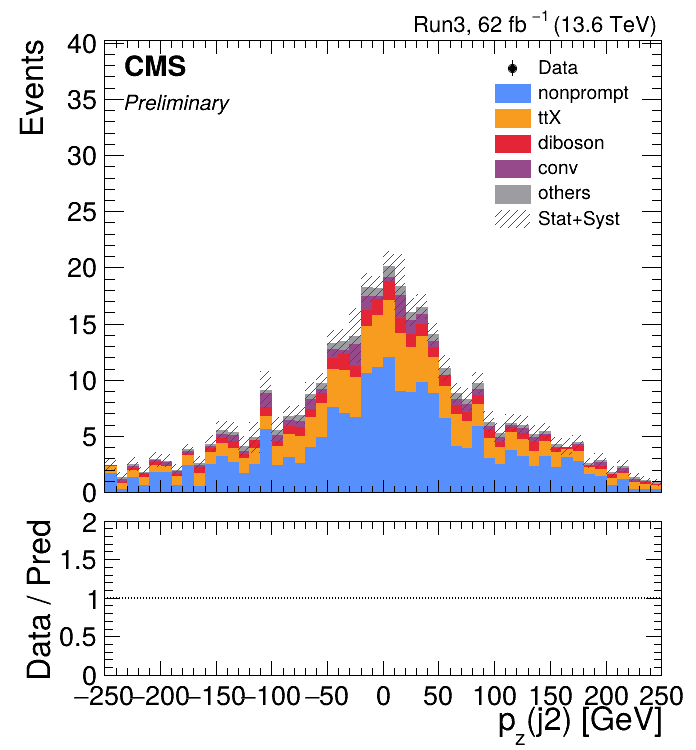 Run3, 62 fb⁻¹ (13.6 TeV)
CMS
Preliminary
Data
nonprompt
ttX
diboson
conv
others
Stat+Syst
Events
40
35
30
25
20
15
10
5
0
Data / Pred
2
1.5
1
0.5
0
−250 −200 −150 −100 −50 0 50 100 150 200 250
p_z(j2) [GeV]